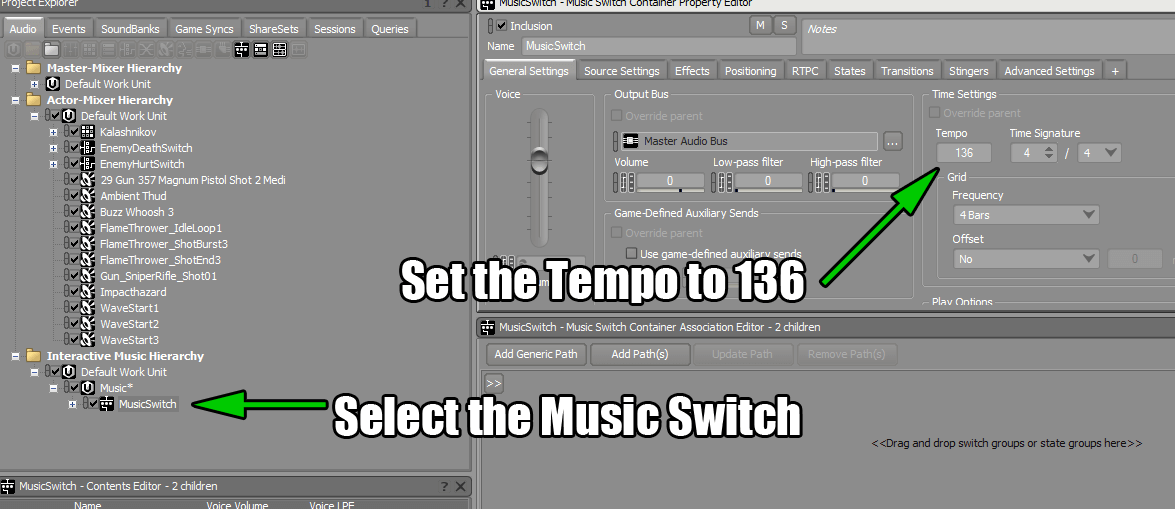 Project Explorer
Audio Events SoundBanks Game Syncs ShareSets Sessions Queries
Master-Mixer Hierarchy
Default Work Unit
Actor-Mixer Hierarchy
Default Work Unit
Kalashnikov
EnemyDeathSwitch
EnemyHurtSwitch
29 Gun 357 Magnum Pistol Shot 2 Medi
Ambient Thud
Buzz Whoosh 3
FlameThrower_IdleLoop1
FlameThrower_ShotBurst3
FlameThrower_ShotEnd3
Gun_SniperRifle_Shot01
Impacthazard
WaveStart1
WaveStart2
WaveStart3
Interactive Music Hierarchy
Default Work Unit
Music*
MusicSwitch
MusicSwitch - Contents Editor - 2 children
Name Voice Volume Voice LPF
MusicSwitch - Music Switch Container Property Editor
Inclusion M S
Name MusicSwitch
Notes
General Settings Source Settings Effects Positioning RTPC States Transitions Stingers Advanced Settings +
Voice
Output Bus
Override parent
Master Audio Bus ...
Volume Low-pass filter High-pass filter
0 0 0
Game-Defined Auxiliary Sends
Override parent
Use game-defined auxiliary sends
Time Settings
Override parent
Tempo Time Signature
136 4 / 4
Grid
Frequency
4 Bars
Offset
No 0
Play Options
Set the Tempo to 136
MusicSwitch - Music Switch Container Association Editor - 2 children
Add Generic Path Add Path(s) Update Path Remove Path(s)
>>
<<Drag and drop switch groups or state groups here>>
Select the Music Switch